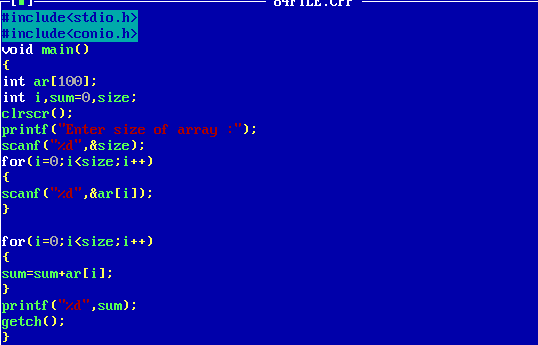 84FILE.CPP
#include<stdio.h>
#include<conio.h>
void main()
{
int ar[100];
int i,sum=0,size;
clrscr();
printf("Enter size of array :");
scanf("%d",&size);
for(i=0;i<size;i++)
{
scanf("%d",&ar[i]);
}
for(i=0;i<size;i++)
{
sum=sum+ar[i];
}
printf("%d",sum);
getch();
}